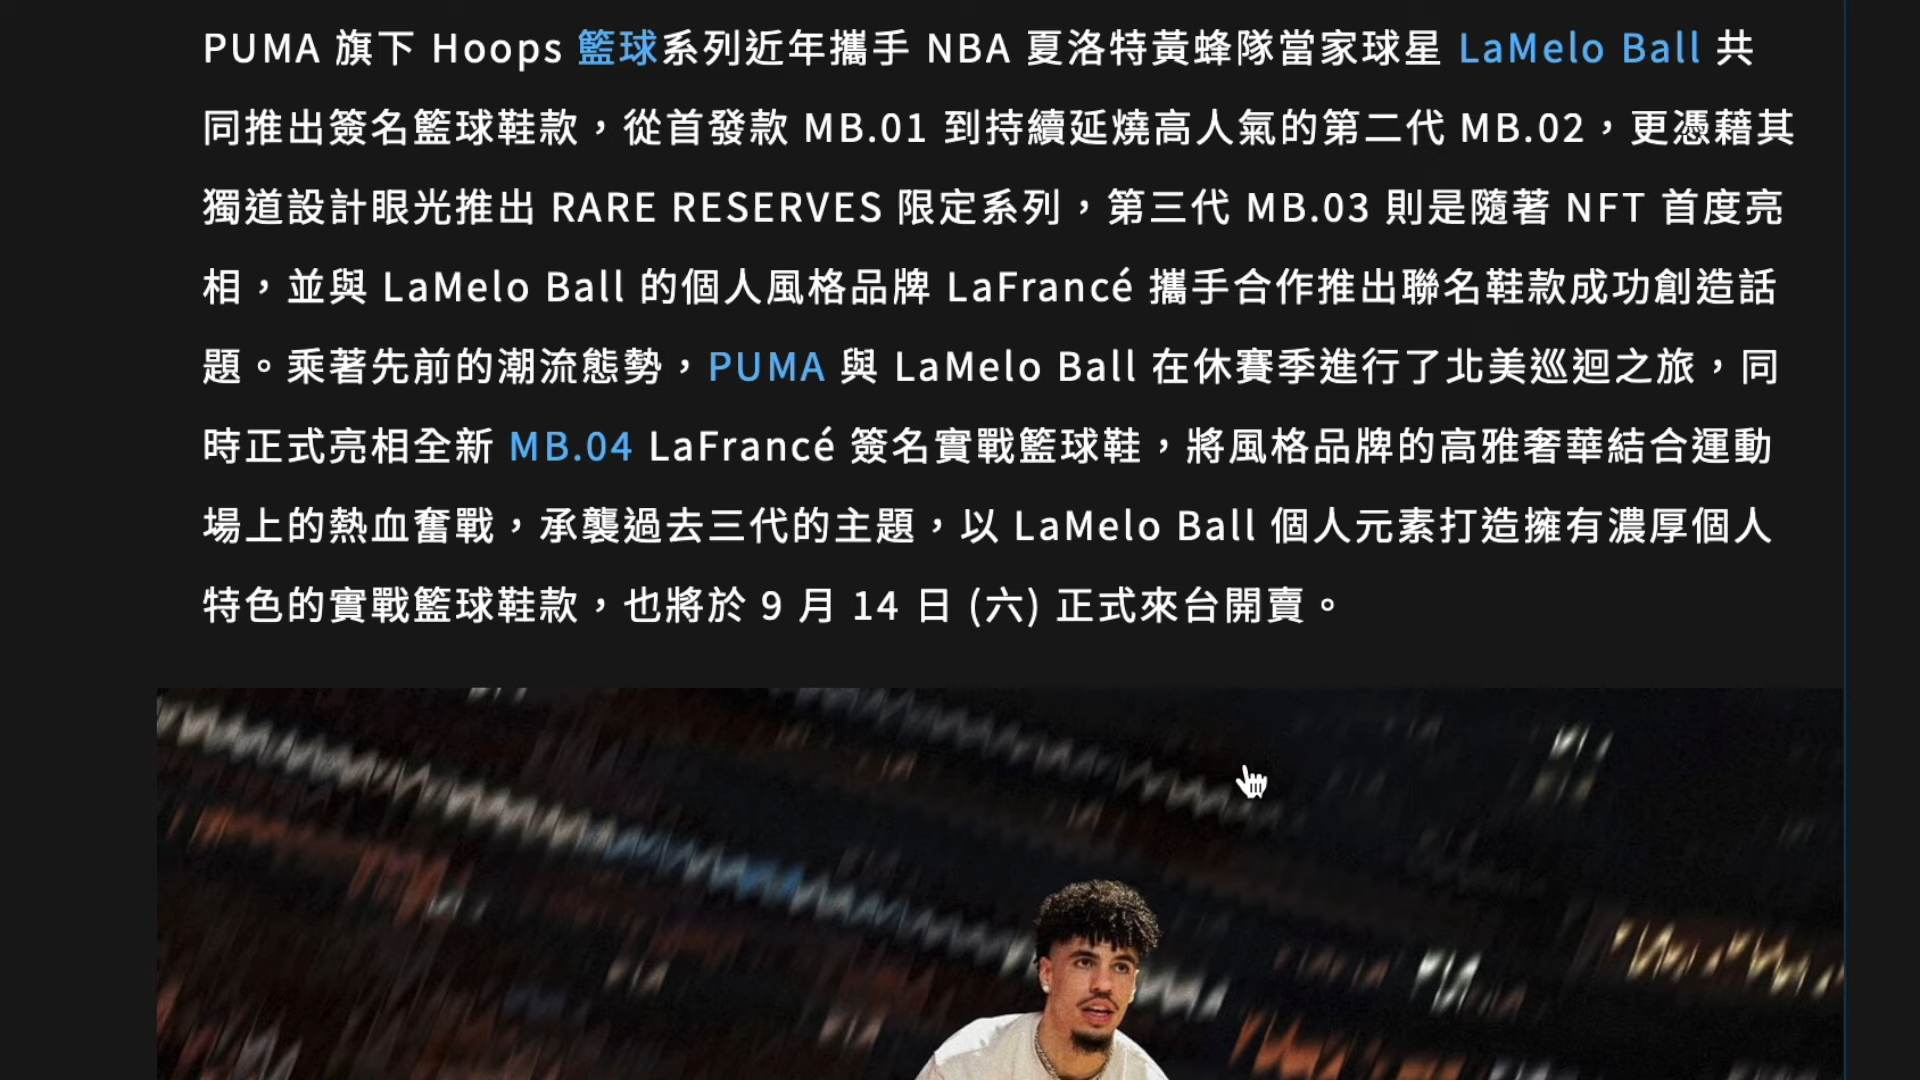 PUMA 旗下 Hoops 籃球系列近年攜手 NBA 夏洛特黃蜂隊當家球星 LaMelo Ball 共
同推出簽名籃球鞋款，從首發款 MB.01 到持續延燒高人氣的第二代 MB.02，更憑藉其
獨道設計眼光推出 RARE RESERVES 限定系列，第三代 MB.03 則是隨著 NFT 首度亮
相，並與 LaMelo Ball 的個人風格品牌 LaFrancé 攜手合作推出聯名鞋款成功創造話
題。乘著先前的潮流態勢，PUMA 與 LaMelo Ball 在休賽季進行了北美巡迴之旅，同
時正式亮相全新 MB.04 LaFrancé 簽名實戰籃球鞋，將風格品牌的高雅奢華結合運動
場上的熱血奮戰，承襲過去三代的主題，以 LaMelo Ball 個人元素打造擁有濃厚個人
特色的實戰籃球鞋款，也將於 9 月 14 日 (六) 正式來台開賣。